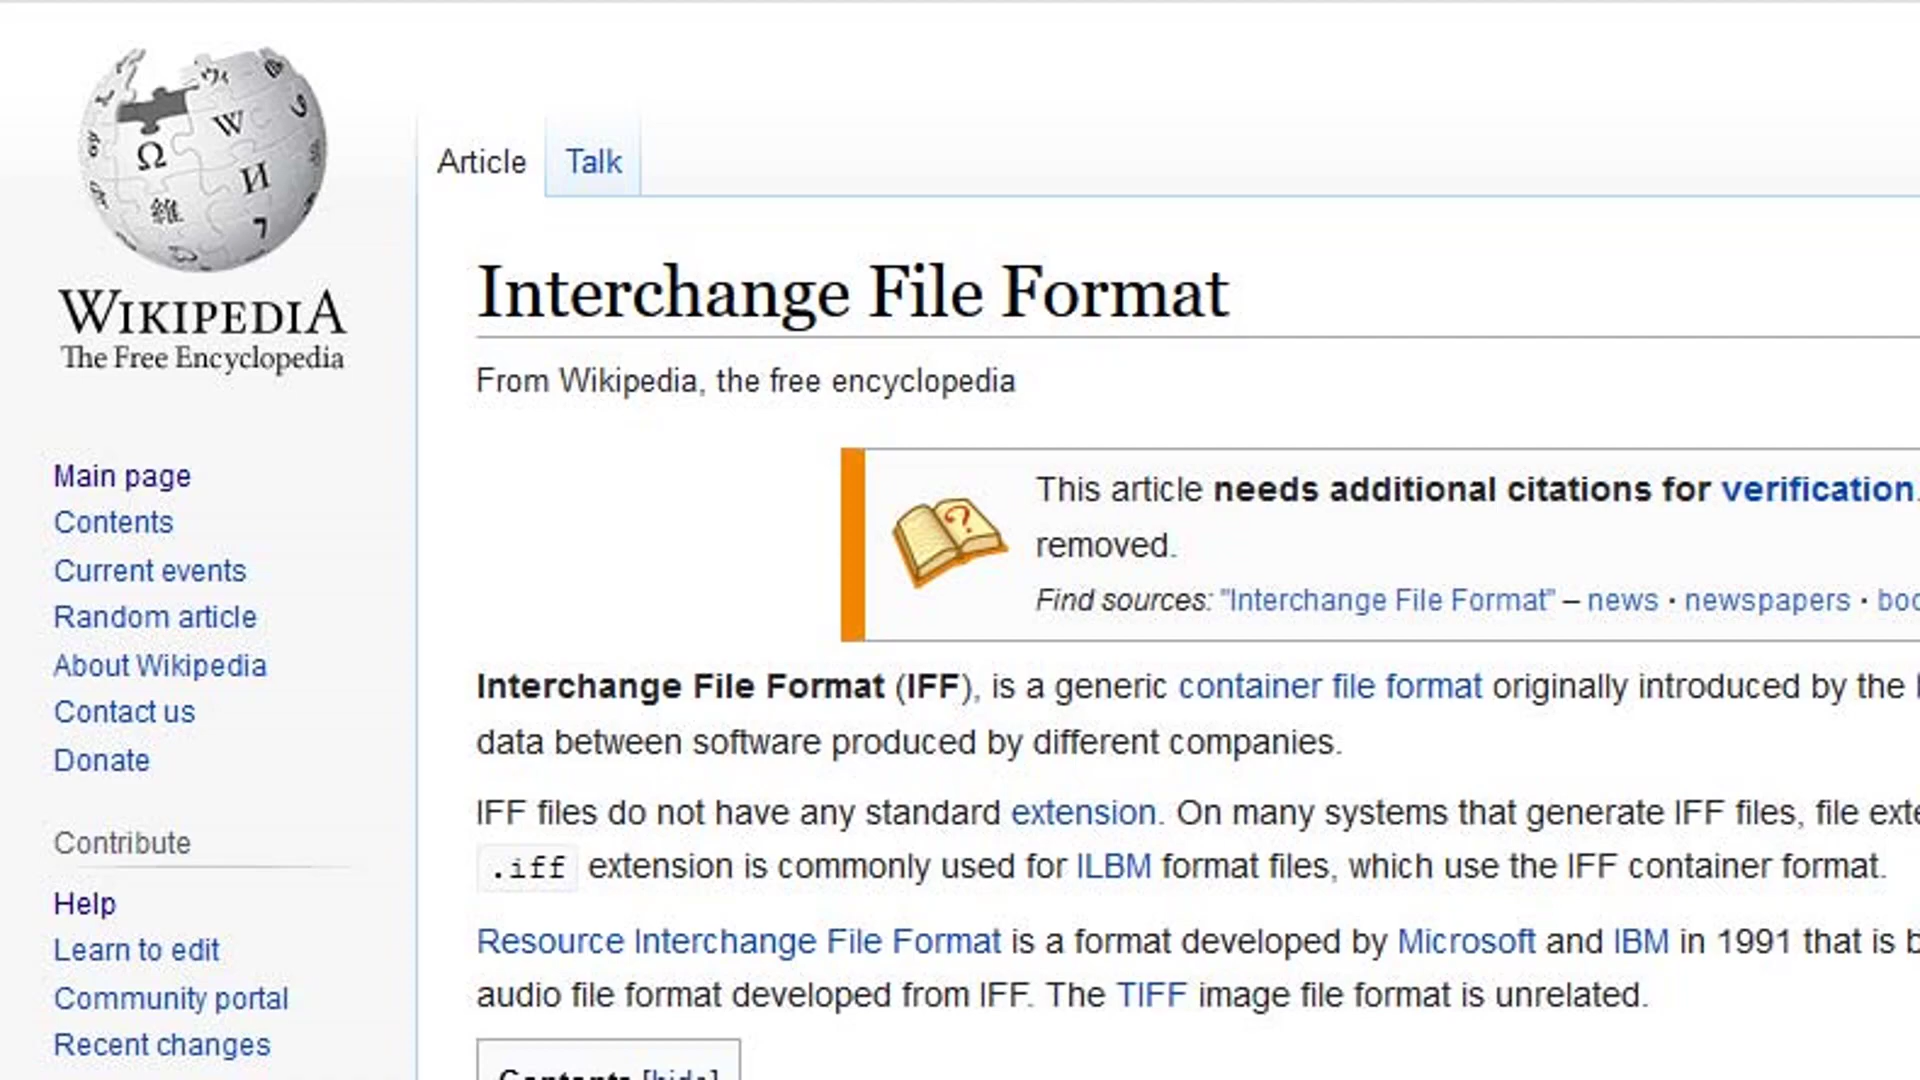 WIKIPEDIA
The Free Encyclopedia
Main page
Contents
Current events
Random article
About Wikipedia
Contact us
Donate
Contribute
Help
Learn to edit
Community portal
Recent changes
Article Talk
Interchange File Format
From Wikipedia, the free encyclopedia
This article needs additional citations for verification.
removed.
Find sources: "Interchange File Format" – news · newspapers ·
Interchange File Format (IFF), is a generic container file format originally introduced by the
data between software produced by different companies.
IFF files do not have any standard extension. On many systems that generate IFF files, file
.iff extension is commonly used for ILBM format files, which use the IFF container format.
Resource Interchange File Format is a format developed by Microsoft and IBM in 1991 that is
audio file format developed from IFF. The TIFF image file format is unrelated.
Contents [hide]